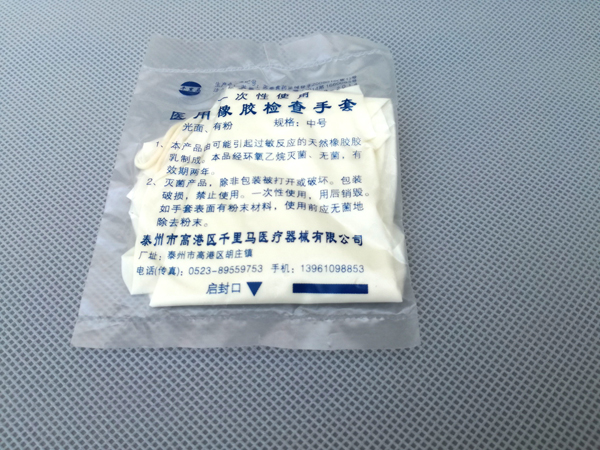 一次性使用
医用橡胶检查手套
光面、有粉 规格：中号
1、本产品由可能引起过敏反应的天然橡胶胶
乳制成。本品经环氧乙烷灭菌、无菌，有
效期两年。
2、灭菌产品，除非包装被打开或破坏。包装
破损，禁止使用。一次性使用，用后销毁。
如手套表面有粉末材料，使用前应无菌地
除去粉末。
泰州市高港区千里马医疗器械有限公司
厂址：泰州市高港区胡庄镇
电话(传真)：0523-89559753 手机：13961098853
启封口